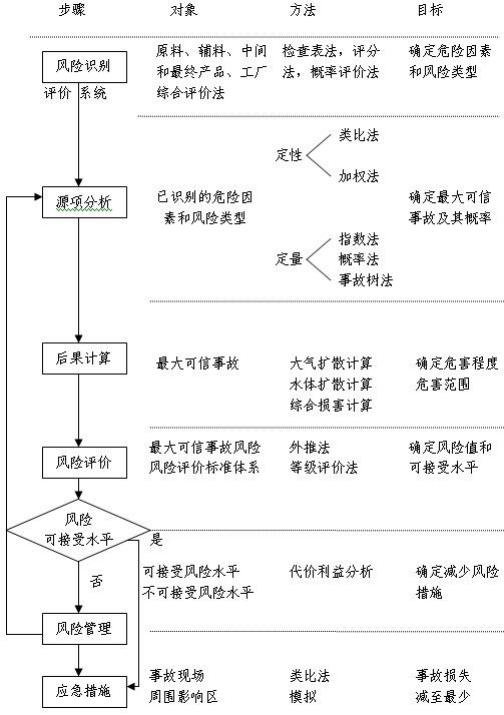 步骤 对象 方法 目标
风险识别 原料、辅料、中间 检查表法，评分 确定危险因素
和最终产品、工厂 法，概率评价法 和风险类型
评价 系统 综合评价法
类比法
定性
加权法
源项分析 已识别的危险因 确定最大可信
素和风险类型 事故及其概率
指数法
定量 概率法
事故树法
后果计算 最大可信事故 大气扩散计算 确定危害程度
水体扩散计算 危害范围
综合损害计算
风险评价 最大可信事故风险 外推法 确定风险值和
风险评价标准体系 等级评价法 可接受水平
风险
可接受水平 是
否 可接受风险水平 代价利益分析 确定减少风险
不可接受风险水平 措施
风险管理
应急措施 事故现场 类比法 事故损失
周围影响区 模拟 减至最少